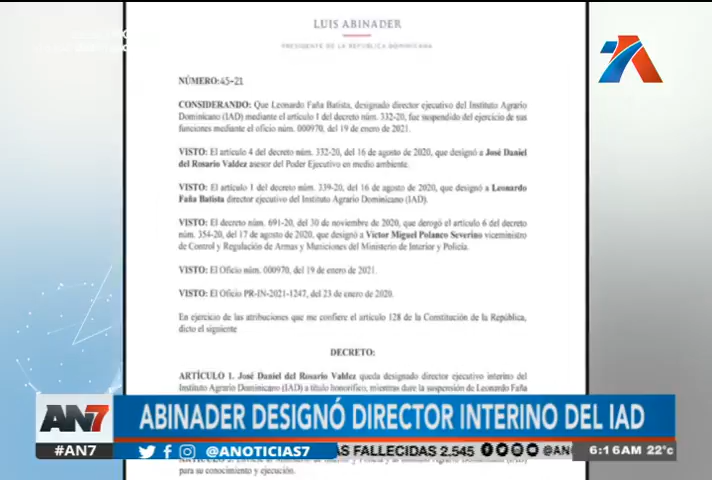 LUIS ABINADER
PRESIDENTE DE LA REPÚBLICA DOMINICANA
NÚMERO:45-21
CONSIDERANDO: Que Leonardo Faña Batista, designado director ejecutivo del Instituto Agrario
Dominicano (IAD) mediante el artículo 1 del decreto núm. 332-20, fue suspendido del ejercicio de sus
funciones mediante el oficio núm. 000970, del 19 de enero de 2021.
VISTO: El artículo 4 del decreto núm. 332-20, del 16 de agosto de 2020, que designó a José Daniel
del Rosario Valdez asesor del Poder Ejecutivo en medio ambiente.
VISTO: El artículo 1 del decreto núm. 339-20, del 16 de agosto de 2020, que designó a Leonardo
Faña Batista director ejecutivo del Instituto Agrario Dominicano (IAD).
VISTO: El decreto núm. 691-20, del 30 de noviembre de 2020, que derogó el artículo 6 del decreto
núm. 354-20, del 17 de agosto de 2020, que designó a Víctor Miguel Polanco Severino viceministro
de Control y Regulación de Armas y Municiones del Ministerio de Interior y Policía.
VISTO: El Oficio núm. 000970, del 19 de enero de 2021.
VISTO: El Oficio PR-IN-2021-1247, del 23 de enero de 2020.
En ejercicio de las atribuciones que me confiere el artículo 128 de la Constitución de la República,
dicto el siguiente
DECRETO:
ARTÍCULO 1. José Daniel del Rosario Valdez queda designado director ejecutivo interino del
Instituto Agrario Dominicano (IAD) a título honorífico, mientras dure la suspensión de Leonardo Faña
AN7
ABINADER DESIGNÓ DIRECTOR INTERINO DEL IAD
#AN7
@ANOTICIAS7
AS FALLECIDAS 2.545
@AN
6:16AM 22°c
para su conocimiento y ejecución.